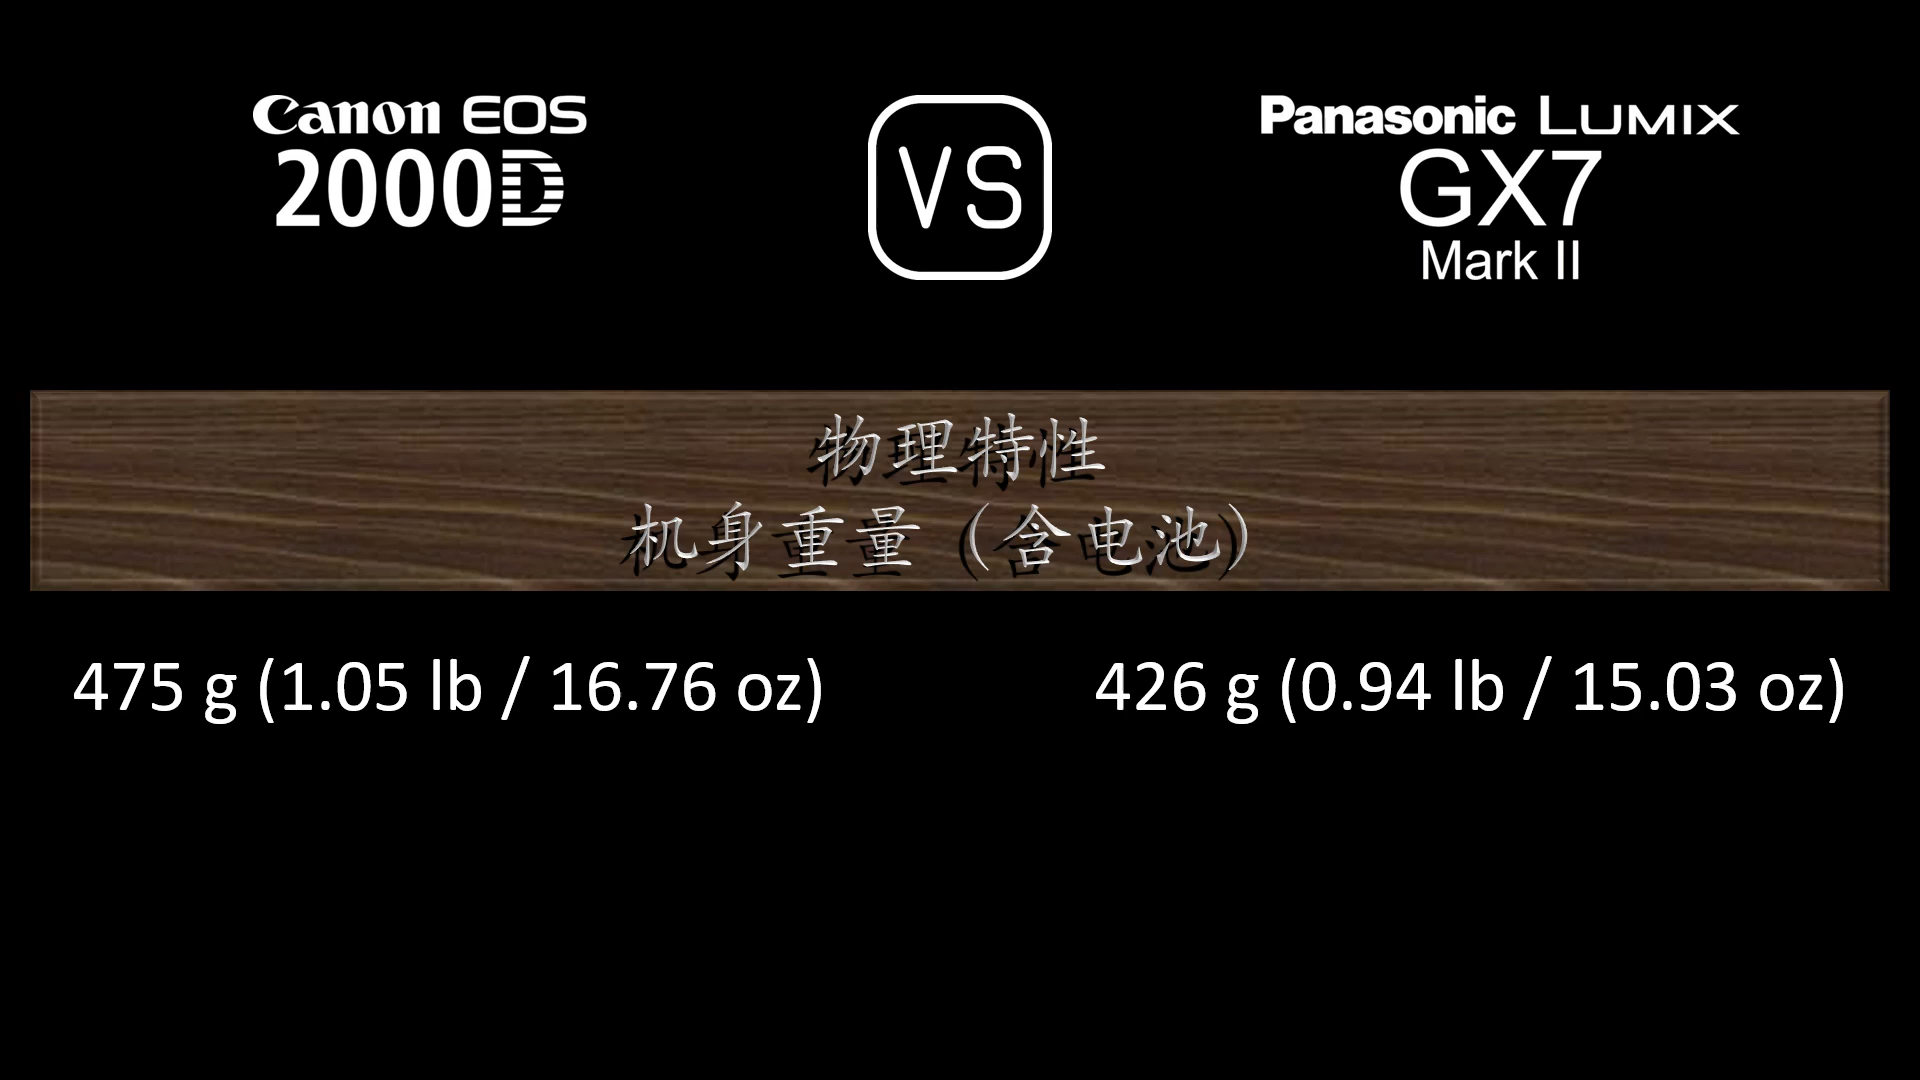 Canon EOS
2000D
VS
Panasonic LUMIX
GX7
Mark II
物理特性
机身重量（含电池）
475 g (1.05 lb / 16.76 oz)
426 g (0.94 lb / 15.03 oz)